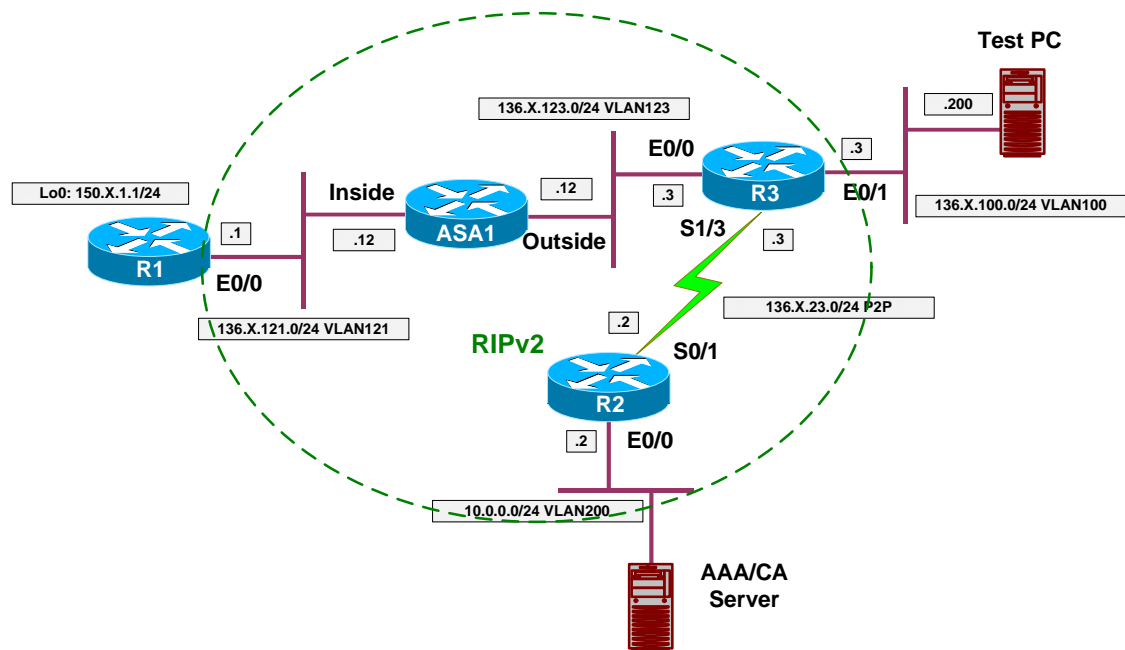 Test PC
136.X.123.0/24 VLAN123
.200
E0/0
.3
Lo0: 150.X.1.1/24
Inside
.12
.3
R3
E0/1
.1
.12
ASA1
Outside
S1/3
136.X.100.0/24 VLAN100
R1
.3
E0/0
136.X.23.0/24 P2P
136.X.121.0/24 VLAN121
.2
RIPv2
S0/1
R2
.2
E0/0
10.0.0.0/24 VLAN200
AAA/CA
Server